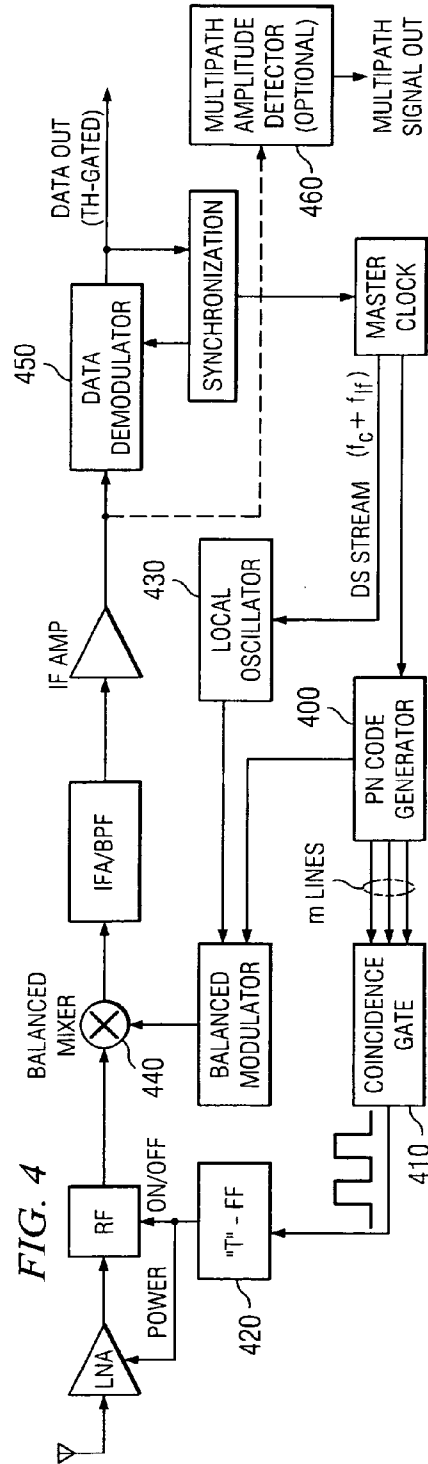 FIG. 4
LNA
POWER
RF
ON/OFF
BALANCED
MIXER
440
IFA/BPF
IF AMP
450
DATA
DEMODULATOR
DATA OUT
(TH-GATED)
SYNCHRONIZATION
MULTIPATH
AMPLITUDE
DETECTOR
(OPTIONAL)
460
MULTIPATH
SIGNAL OUT
MASTER
CLOCK
DS STREAM (fc + fIf)
430
LOCAL
OSCILLATOR
400
PN CODE
GENERATOR
m LINES
BALANCED
MODULATOR
COINCIDENCE
GATE
410
"T" - FF
420